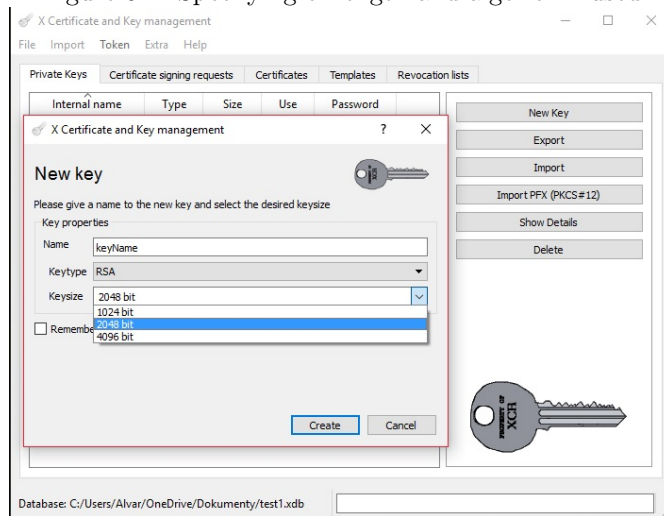 X Certificate and Key management
File Import Token Extra Help
Private Keys Certificate signing requests Certificates Templates Revocation lists
Internal name Type Size Use Password
New Key
Export
Import
Import PFX (PKCS#12)
Show Details
Delete
X Certificate and Key management ? X
New key
XCH
Please give a name to the new key and select the desired keysize
Key properties
Name keyName
Keytype RSA
Keysize 2048 bit
1024 bit
2048 bit
4096 bit
Create Cancel
PROPERTY OF
XCH
Database: C:/Users/Alvar/OneDrive/Dokumenty/test1.xdb